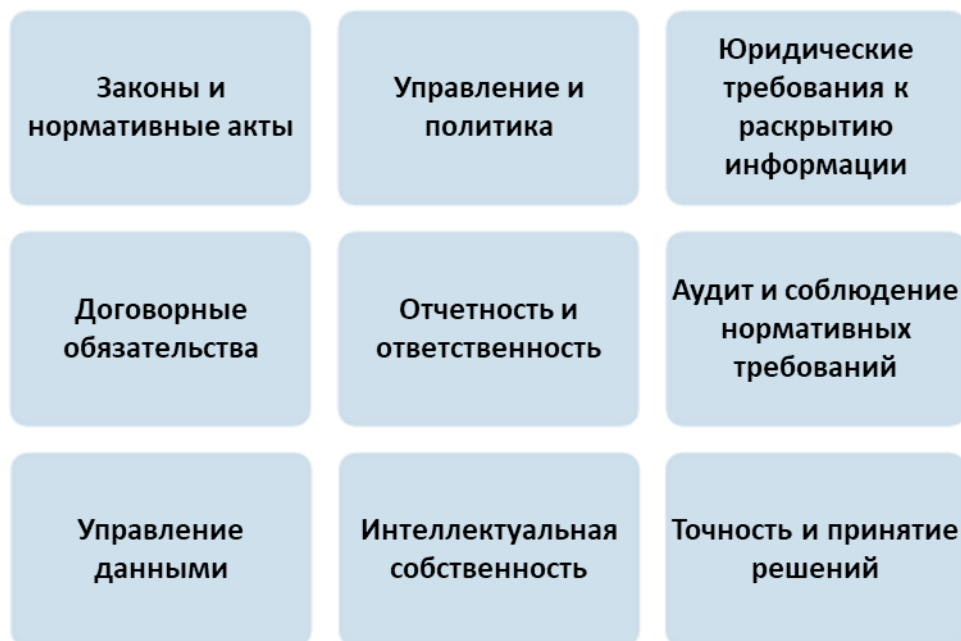 Законы и
нормативные акты
Управление и
политика
Юридические
требования к
раскрытию
информации
Договорные
обязательства
Отчетность и
ответственность
Аудит и соблюдение
нормативных
требований
Управление
данными
Интеллектуальная
собственность
Точность и принятие
решений